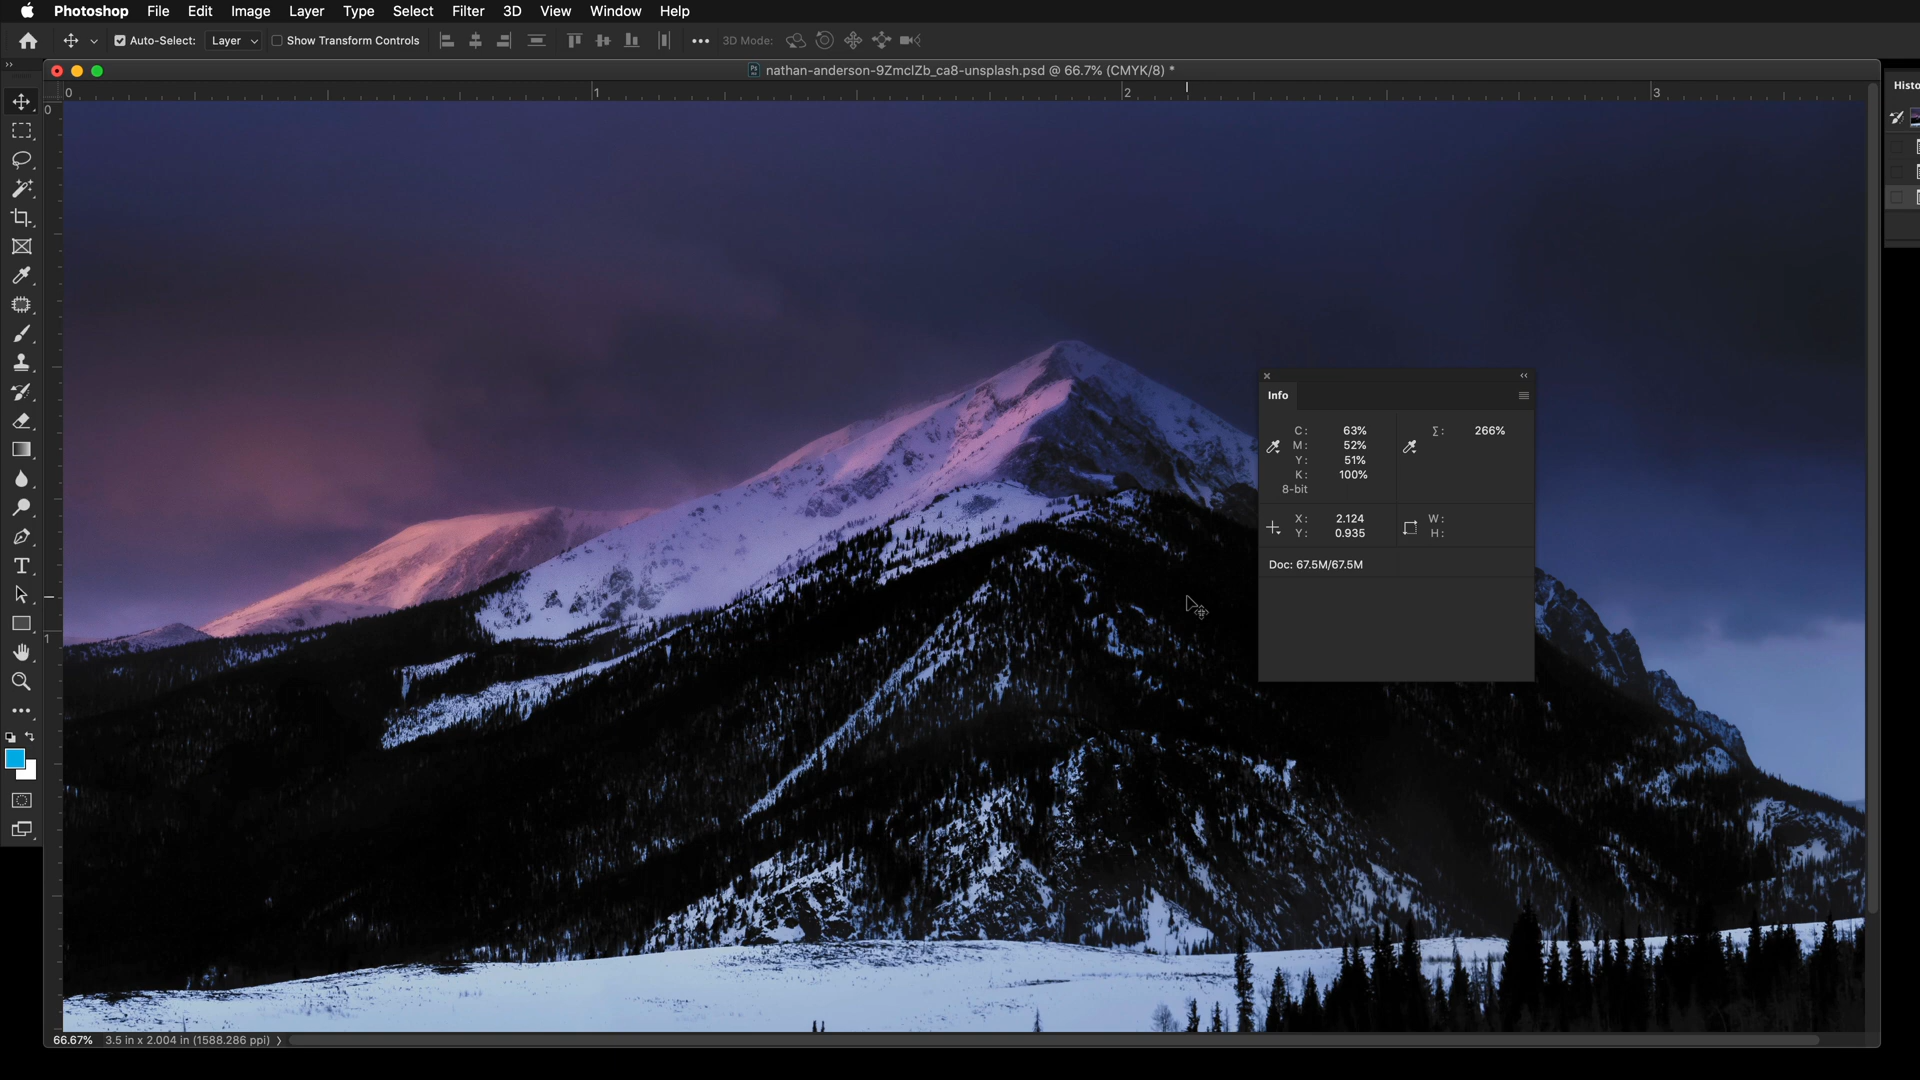 Photoshop File Edit Image Layer Type Select Filter 3D View Window Help
Auto-Select: Layer Show Transform Controls 3D Mode:
nathan-anderson-9ZmclZb_ca8-unsplash.psd @ 66.7% (CMYK/8) *
Histo
0 1 2 3
0
1
Info
C: 63% Σ: 266%
M: 52%
Y: 51%
K: 100%
8-bit
X: 2.124 W:
Y: 0.935 H:
Doc: 67.5M/67.5M
66.67% 3.5 in x 2.004 in (1588.286 ppi)